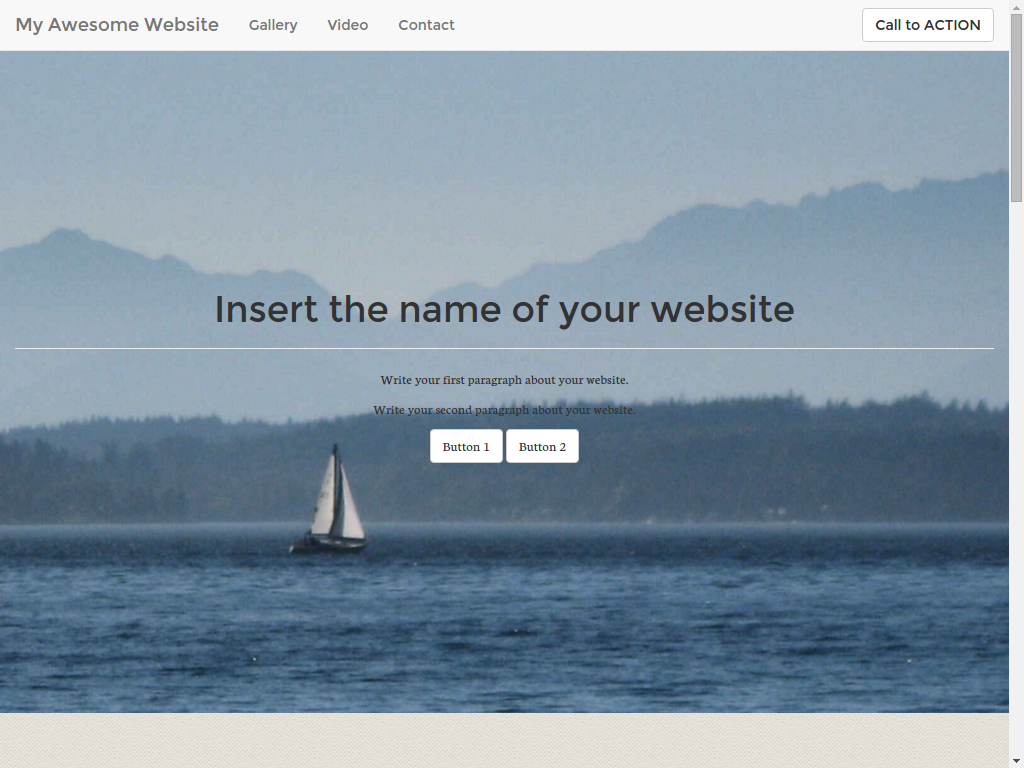 My Awesome Website Gallery Video Contact Call to ACTION
Insert the name of your website
Write your first paragraph about your website.
Write your second paragraph about your website.
Button 1 Button 2